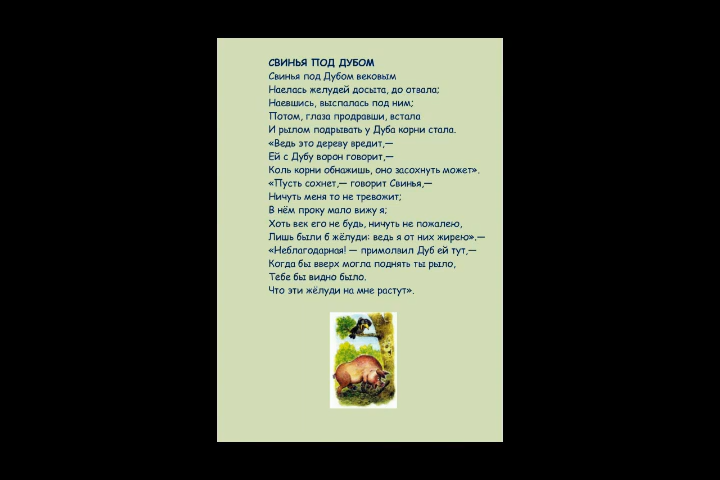 СВИНЬЯ ПОД ДУБОМ
Свинья под Дубом вековым
Наелась желудей досыта, до отвала;
Наевшись, выспалась под ним;
Потом, глаза продравши, встала
И рылом подрывать у Дуба корни стала.
«Ведь это дереву вредит,—
Ей с Дубу ворон говорит,—
Коль корни обнажишь, оно засохнуть может».
«Пусть сохнет,— говорит Свинья,—
Ничуть меня то не тревожит;
В нём проку мало вижу я;
Хоть век его не будь, ничуть не пожалею,
Лишь были б жёлуди: ведь я от них жирею».—
«Неблагодарная! — примолвил Дуб ей тут,—
Когда бы вверх могла поднять ты рыло,
Тебе бы видно было.
Что эти жёлуди на мне растут».